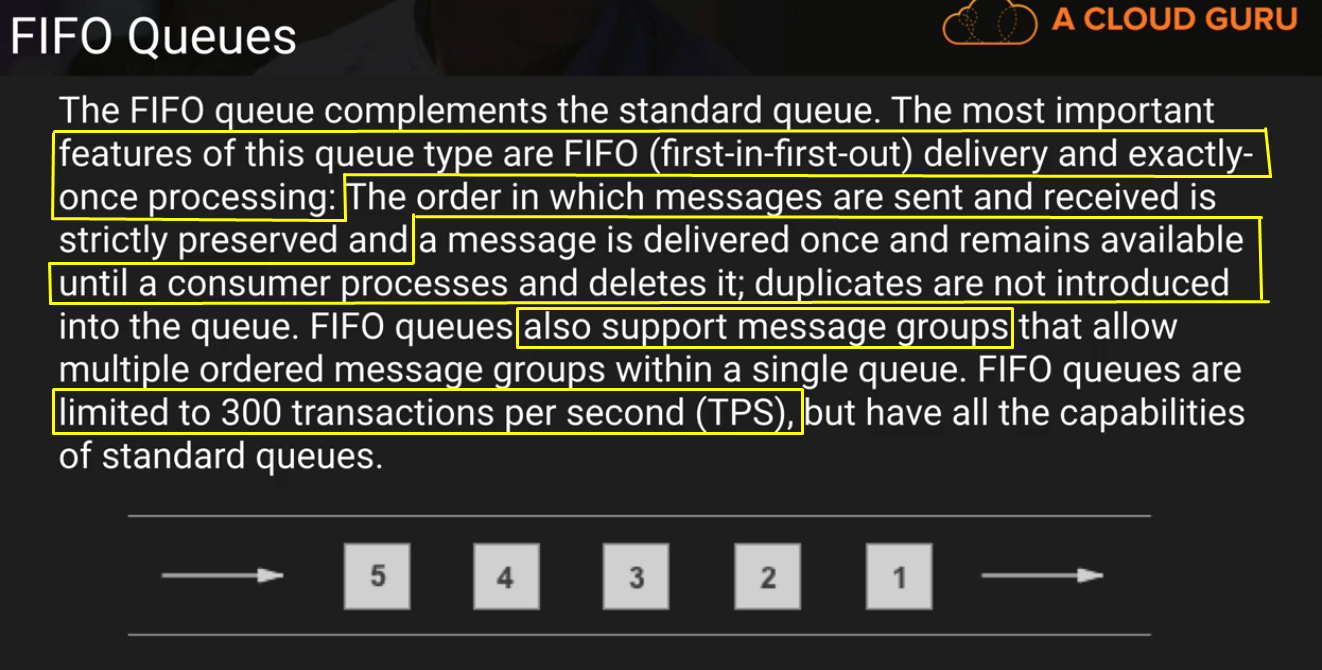 FIFO Queues
A CLOUD GURU
The FIFO queue complements the standard queue. The most important
features of this queue type are FIFO (first-in-first-out) delivery and exactly-
once processing: The order in which messages are sent and received is
strictly preserved and a message is delivered once and remains available
until a consumer processes and deletes it; duplicates are not introduced
into the queue. FIFO queues also support message groups that allow
multiple ordered message groups within a single queue. FIFO queues are
limited to 300 transactions per second (TPS), but have all the capabilities
of standard queues.
5 4 3 2 1